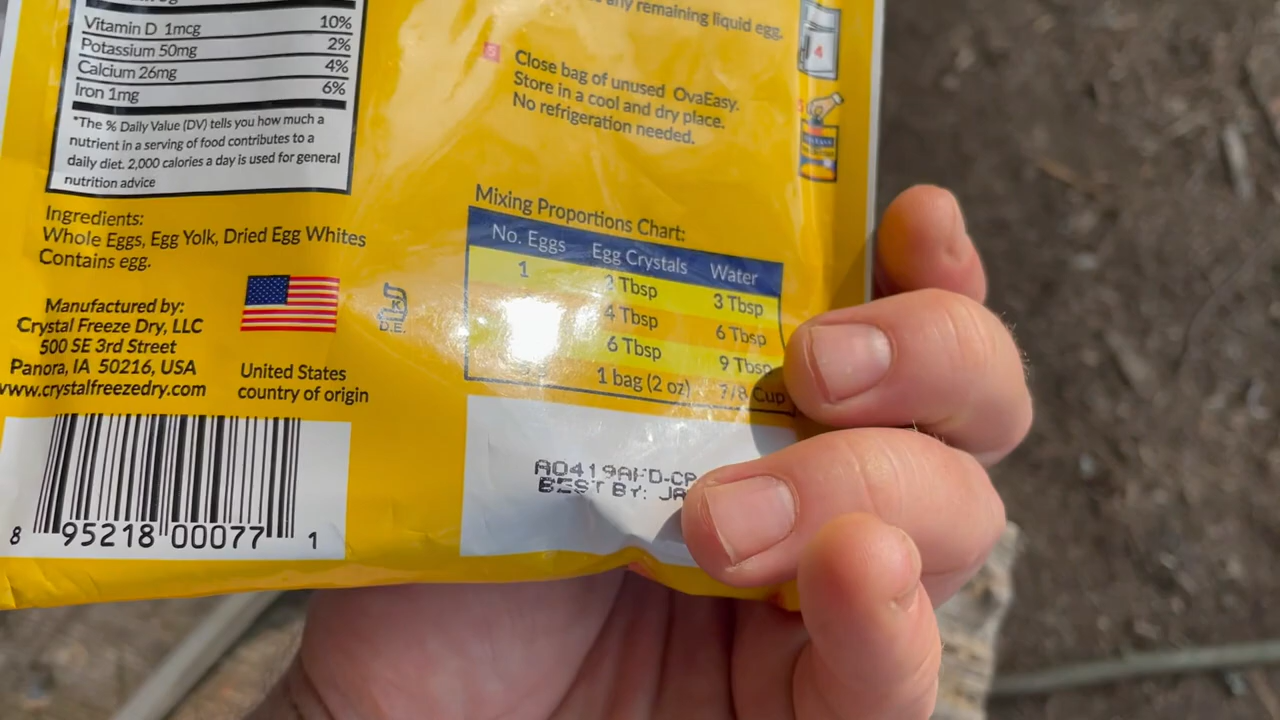 Vitamin D 1mcg 10%
Potassium 50mg 2%
Calcium 26mg 4%
Iron 1mg 6%
*The % Daily Value (DV) tells you how much a
nutrient in a serving of food contributes to a
daily diet. 2,000 calories a day is used for general
nutrition advice
Ingredients:
Whole Eggs, Egg Yolk, Dried Egg Whites
Contains egg.
Manufactured by:
Crystal Freeze Dry, LLC
500 SE 3rd Street
Panora, IA 50216, USA
www.crystalfreezedry.com
K
D.E.
United States
country of origin
8 95218 00077 1
any remaining liquid egg.
4
5
Close bag of unused OvaEasy.
Store in a cool and dry place.
No refrigeration needed.
5
Mixing Proportions Chart:
No. Eggs Egg Crystals Water
1 2 Tbsp 3 Tbsp
4 Tbsp 6 Tbsp
6 Tbsp 9 Tbsp
1 bag (2 oz) 7/8 Cup
BEST BY: JA